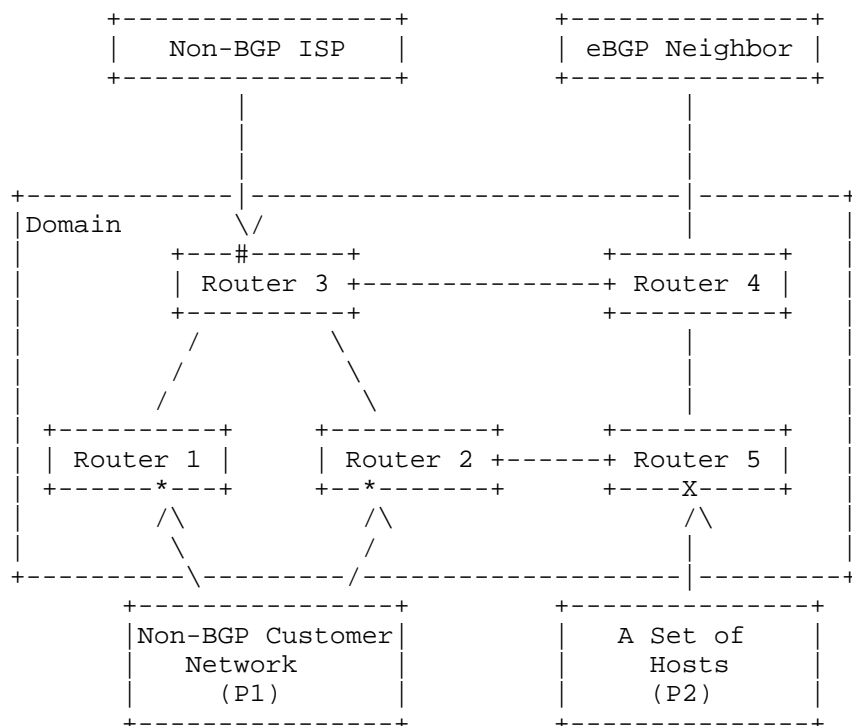 Non-BGP ISP
eBGP Neighbor
Domain
#
Router 3
Router 4
Router 1
Router 2
Router 5
*
*
X
Non-BGP Customer
Network
(P1)
A Set of
Hosts
(P2)